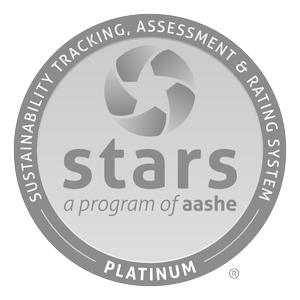 SUSTAINABILITY TRACKING, ASSESSMENT & RATING SYSTEM
stars
a program of aashe
PLATINUM
®